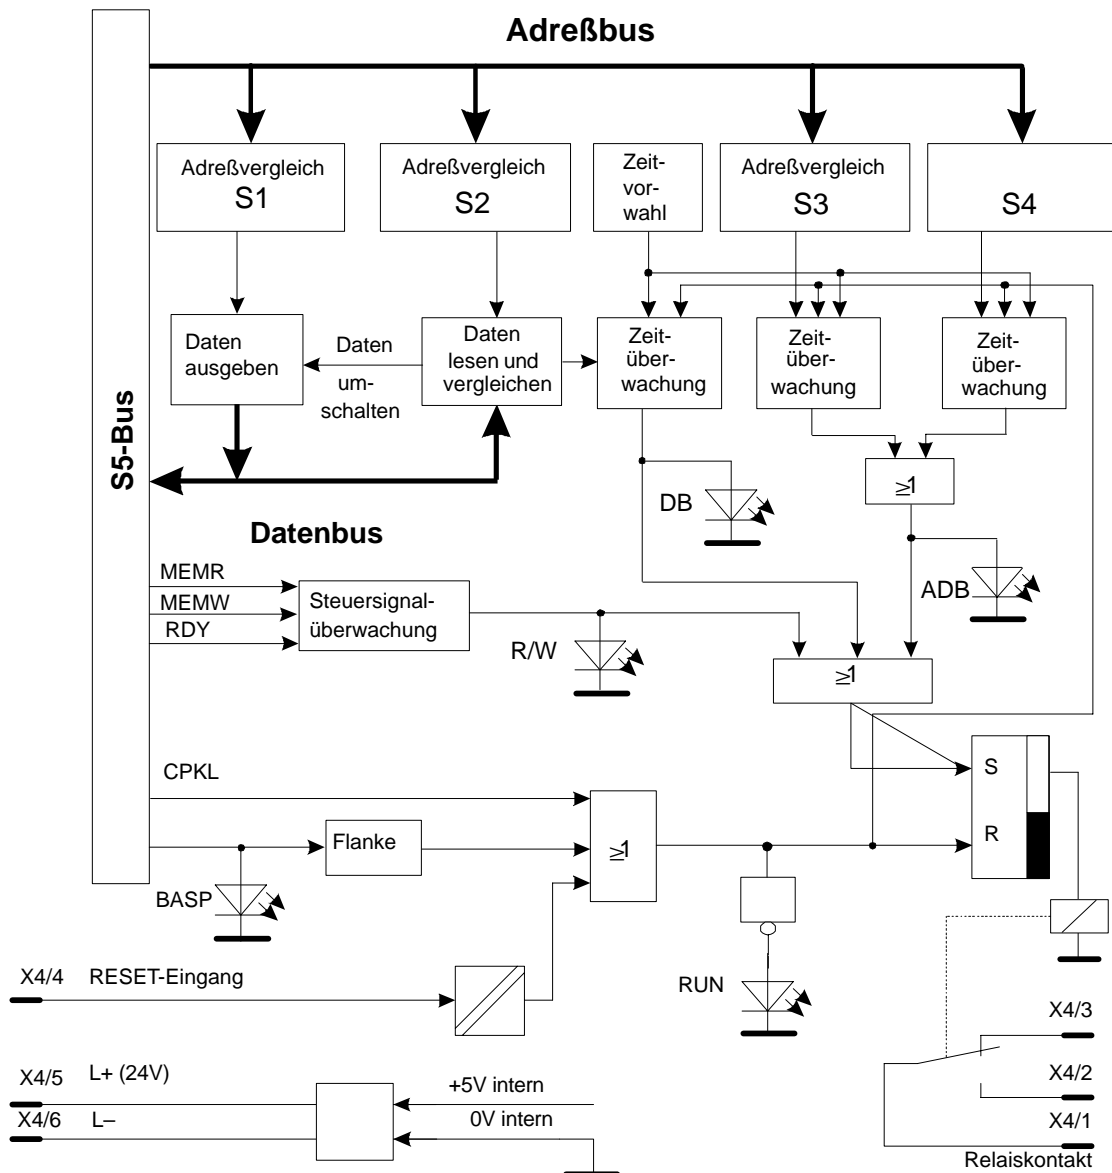 Adreßbus
Adreßvergleich
S1
Adreßvergleich
S2
Zeit-
vor-
wahl
Adreßvergleich
S3
S4
S5-Bus
Daten
ausgeben
Daten
um-
schalten
Daten
lesen und
vergleichen
Zeit-
über-
wachung
Zeit-
über-
wachung
Zeit-
über-
wachung
≥1
DB
ADB
Datenbus
MEMR
MEMW
RDY
Steuersignal-
überwachung
R/W
≥1
CPKL
S
R
Flanke
≥1
BASP
X4/4 RESET-Eingang
RUN
X4/3
X4/5 L+ (24V)
+5V intern
X4/2
X4/6 L–
0V intern
X4/1
Relaiskontakt